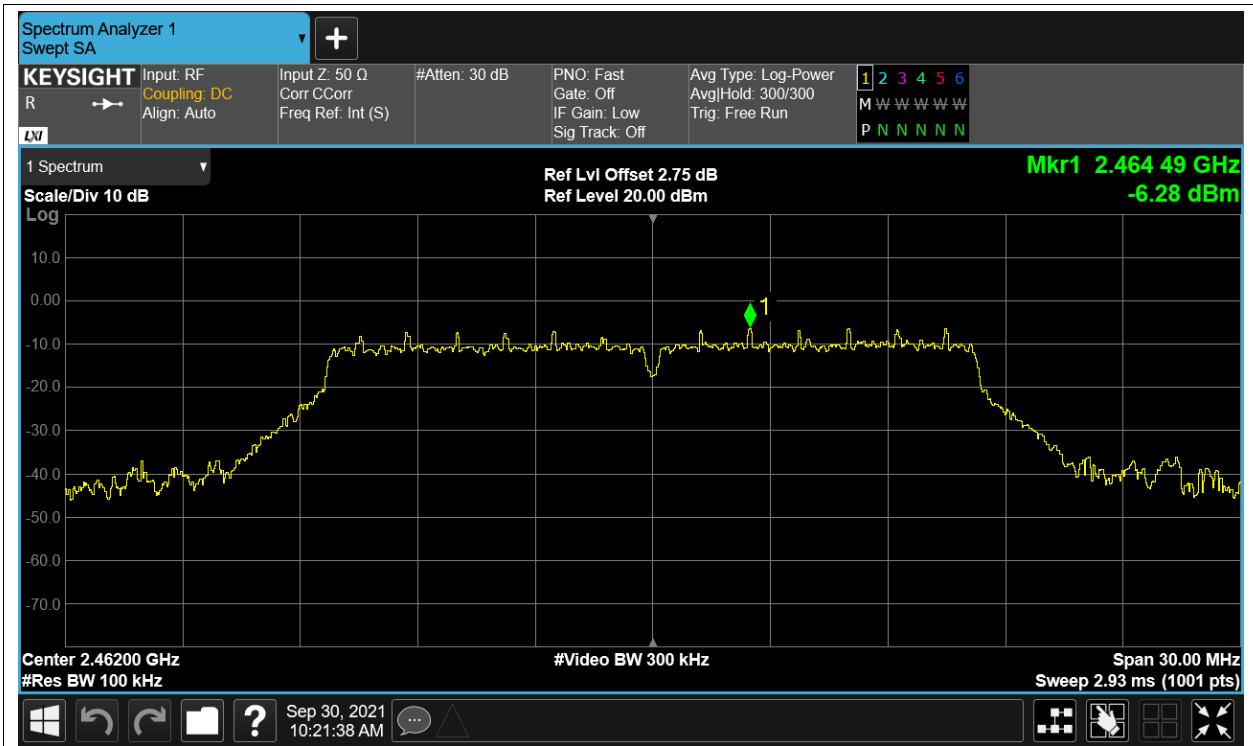 Spectrum Analyzer 1
Swept SA
KEYSIGHT
R
LXI
Input: RF
Coupling: DC
Align: Auto
Input Z: 50 Ω
Corr CCorr
Freq Ref: Int (S)
#Atten: 30 dB
PNO: Fast
Gate: Off
IF Gain: Low
Sig Track: Off
Avg Type: Log-Power
Avg|Hold: 300/300
Trig: Free Run
1 2 3 4 5 6
M W W W W W
P N N N N N
1 Spectrum
Scale/Div 10 dB
Log
Ref Lvl Offset 2.75 dB
Ref Level 20.00 dBm
Mkr1 2.464 49 GHz
-6.28 dBm
10.0
0.00
-10.0
-20.0
-30.0
-40.0
-50.0
-60.0
-70.0
1
Center 2.46200 GHz
#Res BW 100 kHz
#Video BW 300 kHz
Span 30.00 MHz
Sweep 2.93 ms (1001 pts)
?
Sep 30, 2021
10:21:38 AM